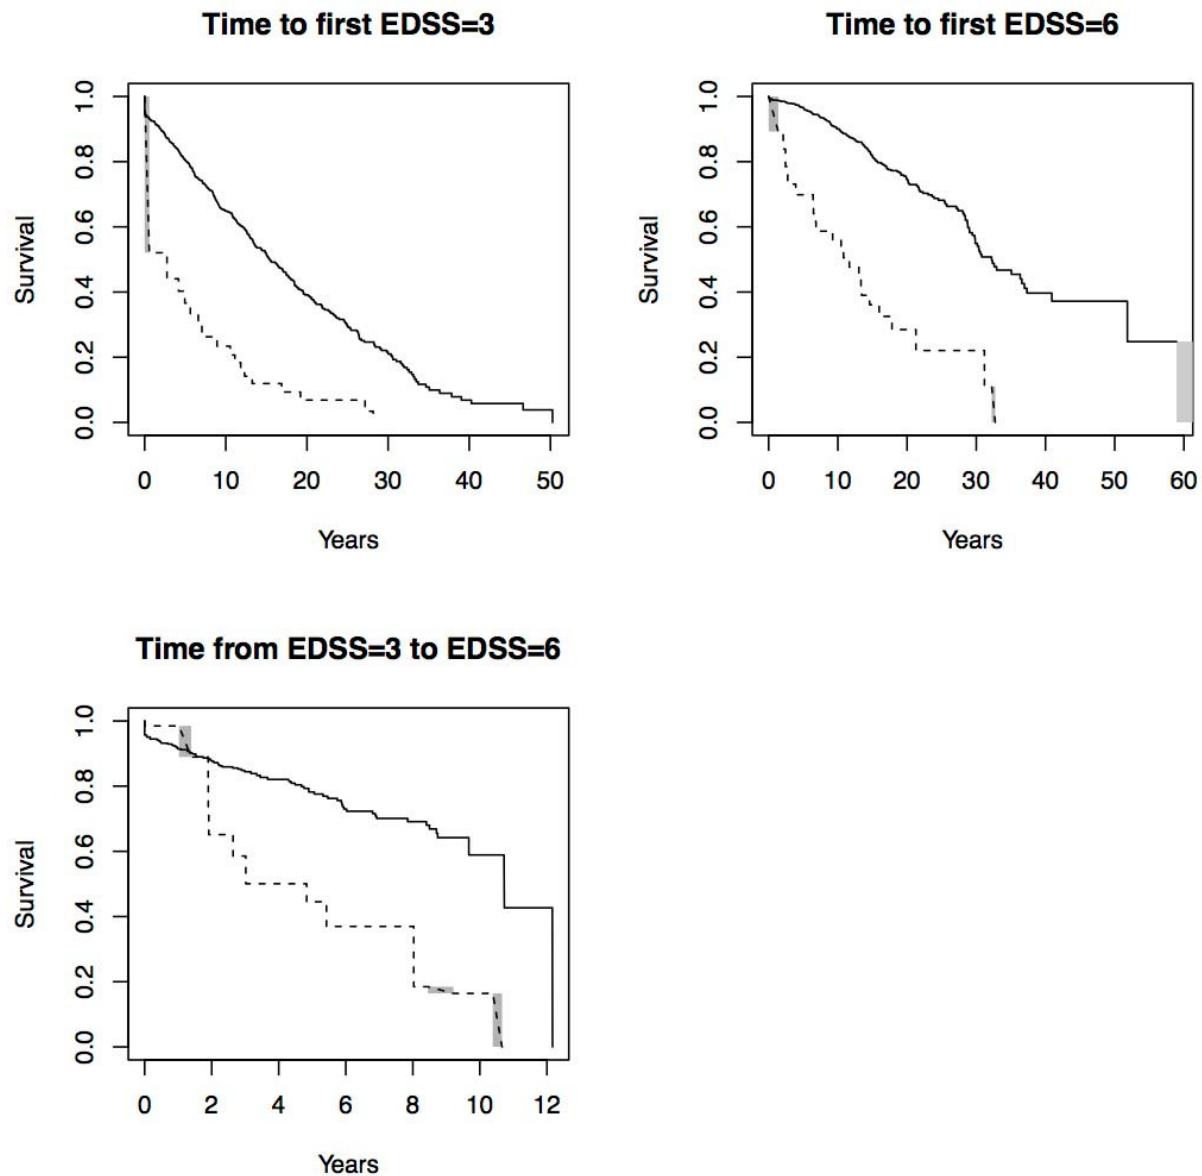 Time to first EDSS=3
Survival
1.0
0.8
0.6
0.4
0.2
0.0
0 10 20 30 40 50
Years
Time to first EDSS=6
Survival
1.0
0.8
0.6
0.4
0.2
0.0
0 10 20 30 40 50 60
Years
Time from EDSS=3 to EDSS=6
Survival
1.0
0.8
0.6
0.4
0.2
0.0
0 2 4 6 8 10 12
Years